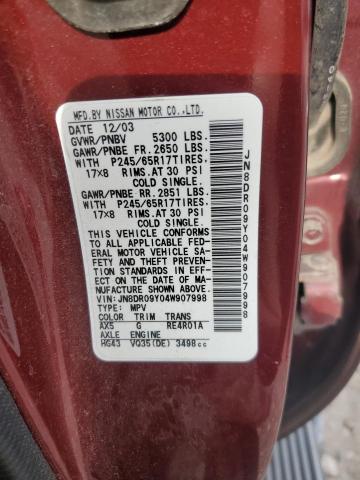 MFD.BY NISSAN MOTOR CO.,LTD.
DATE 12/03
GVWR/PNBV 5300 LBS.
GAWR/PNBE FR. 2650 LBS.
WITH P245/65R17TIRES,
17×8 RIMS.AT 30 PSI
COLD SINGLE.
GAWR/PNBE RR. 2851 LBS.
WITH P245/65R17TIRES,
17×8 RIMS.AT 30 PSI
COLD SINGLE.
THIS VEHICLE CONFORMS
TO ALL APPLICABLE FED-
ERAL MOTOR VEHICLE SA-
FETY AND THEFT PREVEN-
TION STANDARDS IN EFF-
ECT ON THE DATE OF MA-
NUFACTURE SHOWN ABOVE.
VIN:JN8DR09Y04W907998
TYPE: MPV
COLOR TRIM TRANS
AX5 G RE4R01A
AXLE ENGINE
HG43 VQ35(DE) 3498cc
JN8DR09Y04W907998